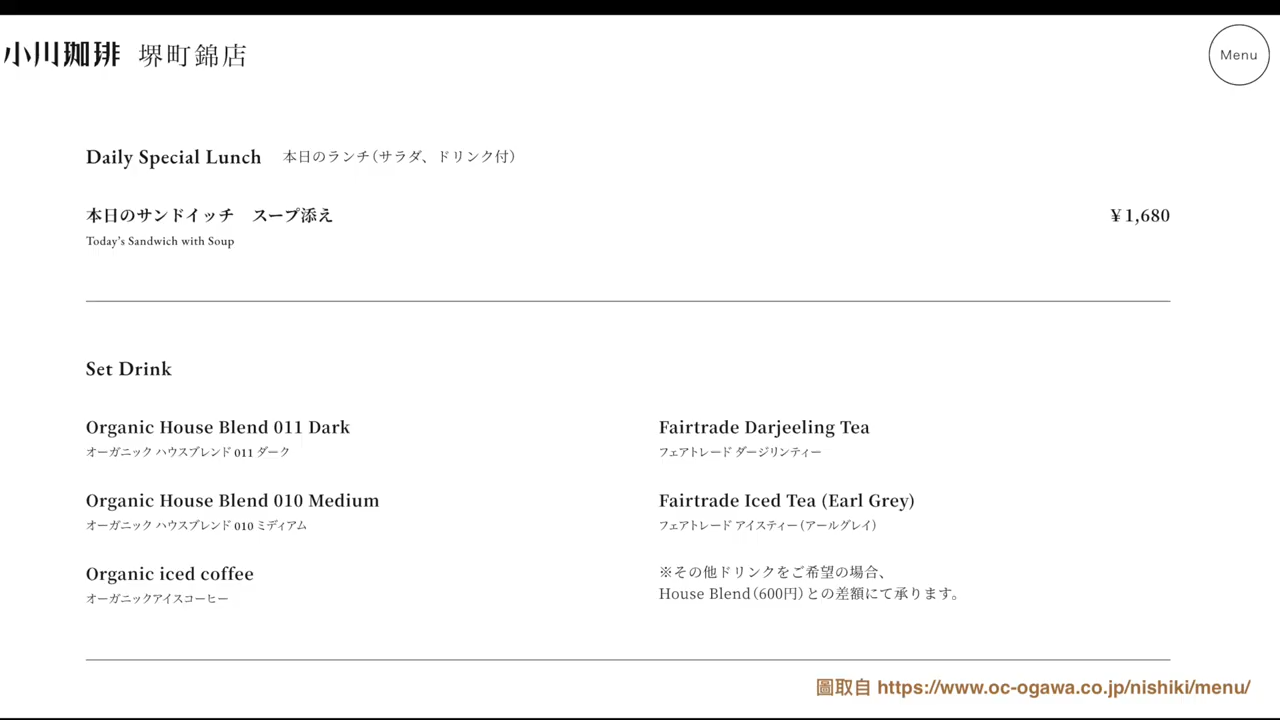 小川珈琲 堺町錦店
Menu
Daily Special Lunch 本日のランチ（サラダ、ドリンク付）
本日のサンドイッチ　スープ添え ¥1,680
Today's Sandwich with Soup
Set Drink
Organic House Blend 011 Dark
オーガニック ハウスブレンド 011 ダーク
Organic House Blend 010 Medium
オーガニック ハウスブレンド 010 ミディアム
Organic iced coffee
オーガニックアイスコーヒー
Fairtrade Darjeeling Tea
フェアトレード ダージリンティー
Fairtrade Iced Tea (Earl Grey)
フェアトレード アイスティー（アールグレイ）
※その他ドリンクをご希望の場合、
House Blend（600円）との差額にて承ります。
圖取自 https://www.oc-ogawa.co.jp/nishiki/menu/